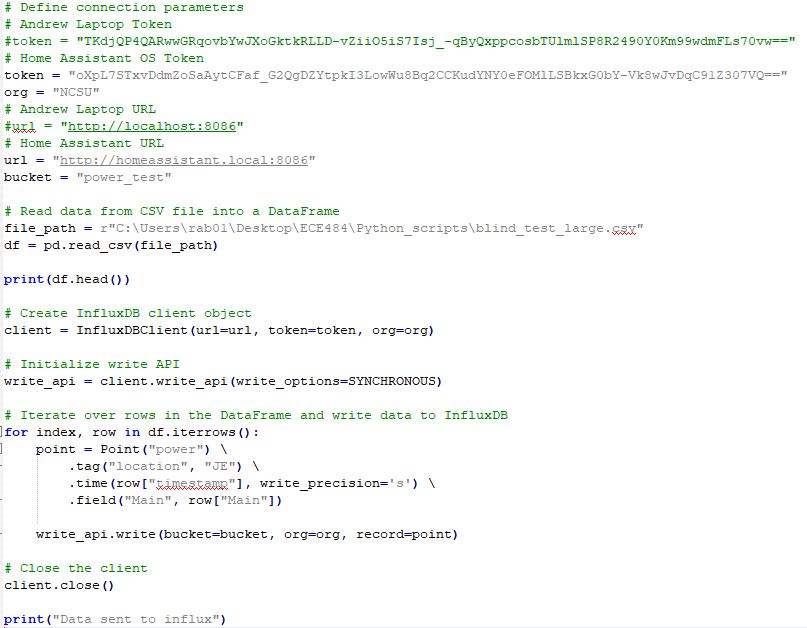 # Define connection parameters
# Andrew Laptop Token
#token = "TKdjQP4QARwwGRqovbYwJXoGktkRLLD-vZiiO5iS7Isj_-qByQxppcosbTUlmlSP8R2490Y0Km99wdmFLs70vw=="
# Home Assistant OS Token
token = "oXpL7STxvDdmZoSaAytCFaf_G2QgDZYtpkI3LowWu8Bq2CCKudYNY0eFOMlLSBkxG0bY-Vk8wJvDqC9lZ307VQ=="
org = "NCSU"
# Andrew Laptop URL
#url = "http://localhost:8086"
# Home Assistant URL
url = "http://homeassistant.local:8086"
bucket = "power_test"
# Read data from CSV file into a DataFrame
file_path = r"C:\Users\rab01\Desktop\ECE484\Python_scripts\blind_test_large.csv"
df = pd.read_csv(file_path)
print(df.head())
# Create InfluxDB client object
client = InfluxDBClient(url=url, token=token, org=org)
# Initialize write API
write_api = client.write_api(write_options=SYNCHRONOUS)
# Iterate over rows in the DataFrame and write data to InfluxDB
for index, row in df.iterrows():
    point = Point("power") \
        .tag("location", "JE") \
        .time(row["timestamp"], write_precision='s') \
        .field("Main", row["Main"])
    write_api.write(bucket=bucket, org=org, record=point)
# Close the client
client.close()
print("Data sent to influx")